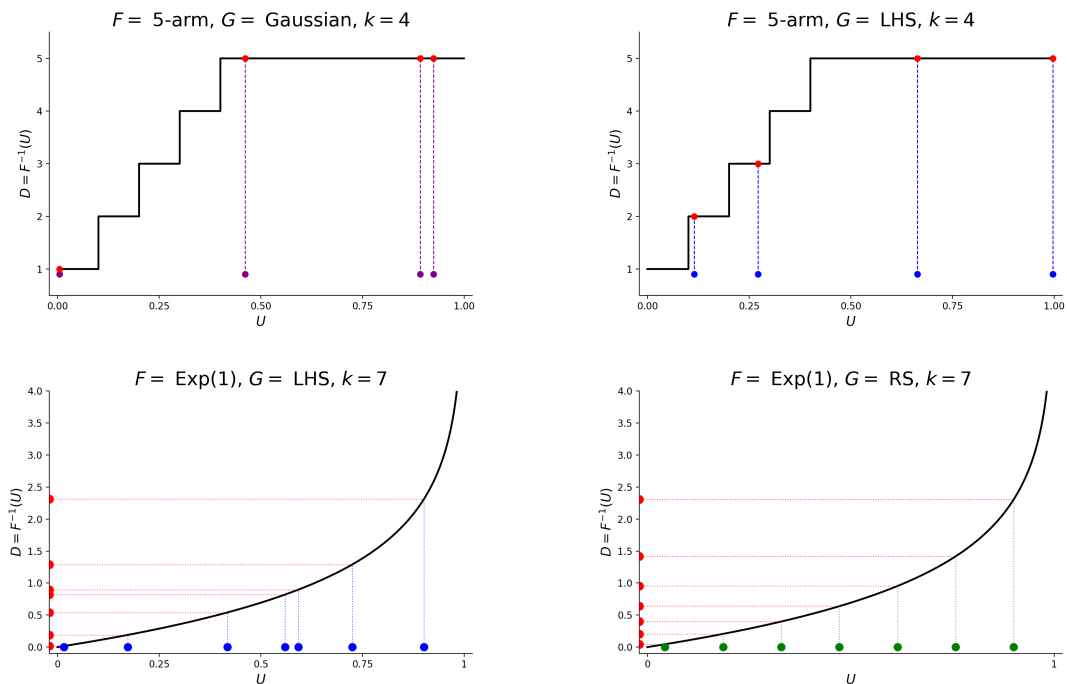 F = 5-arm, G = Gaussian, k = 4
D = F⁻¹(U)
5
4
3
2
1
0.00 0.25 0.50 0.75 1.00
U
F = 5-arm, G = LHS, k = 4
D = F⁻¹(U)
5
4
3
2
1
0.00 0.25 0.50 0.75 1.00
U
F = Exp(1), G = LHS, k = 7
D = F⁻¹(U)
4.0
3.5
3.0
2.5
2.0
1.5
1.0
0.5
0.0
0 0.25 0.5 0.75 1
U
F = Exp(1), G = RS, k = 7
D = F⁻¹(U)
4.0
3.5
3.0
2.5
2.0
1.5
1.0
0.5
0.0
0 1
U